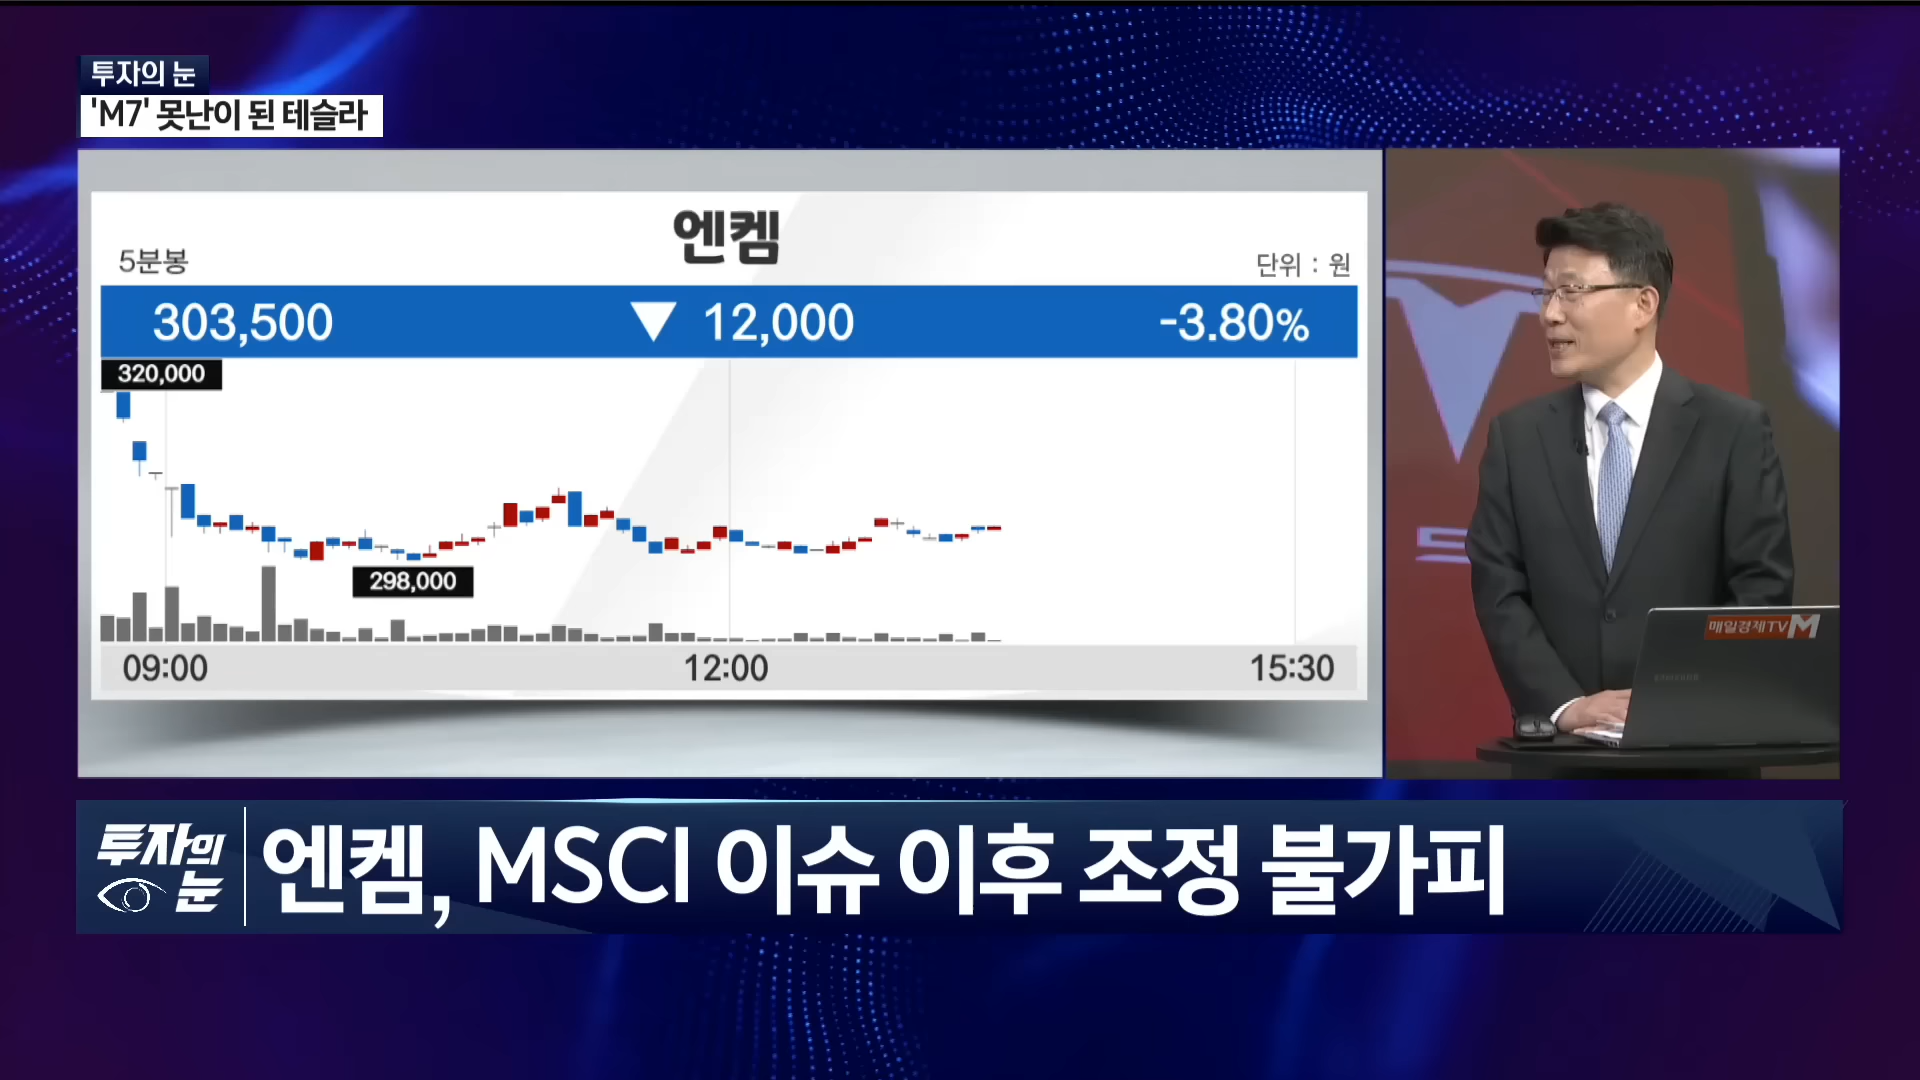 투자의 눈
'M7' 못난이 된 테슬라
엔켐
5분봉
단위 : 원
303,500 ▼ 12,000 -3.80%
320,000
298,000
09:00 12:00 15:30
매일경제TV M
SAMSUNG
투자의 눈
엔켐, MSCI 이슈 이후 조정 불가피